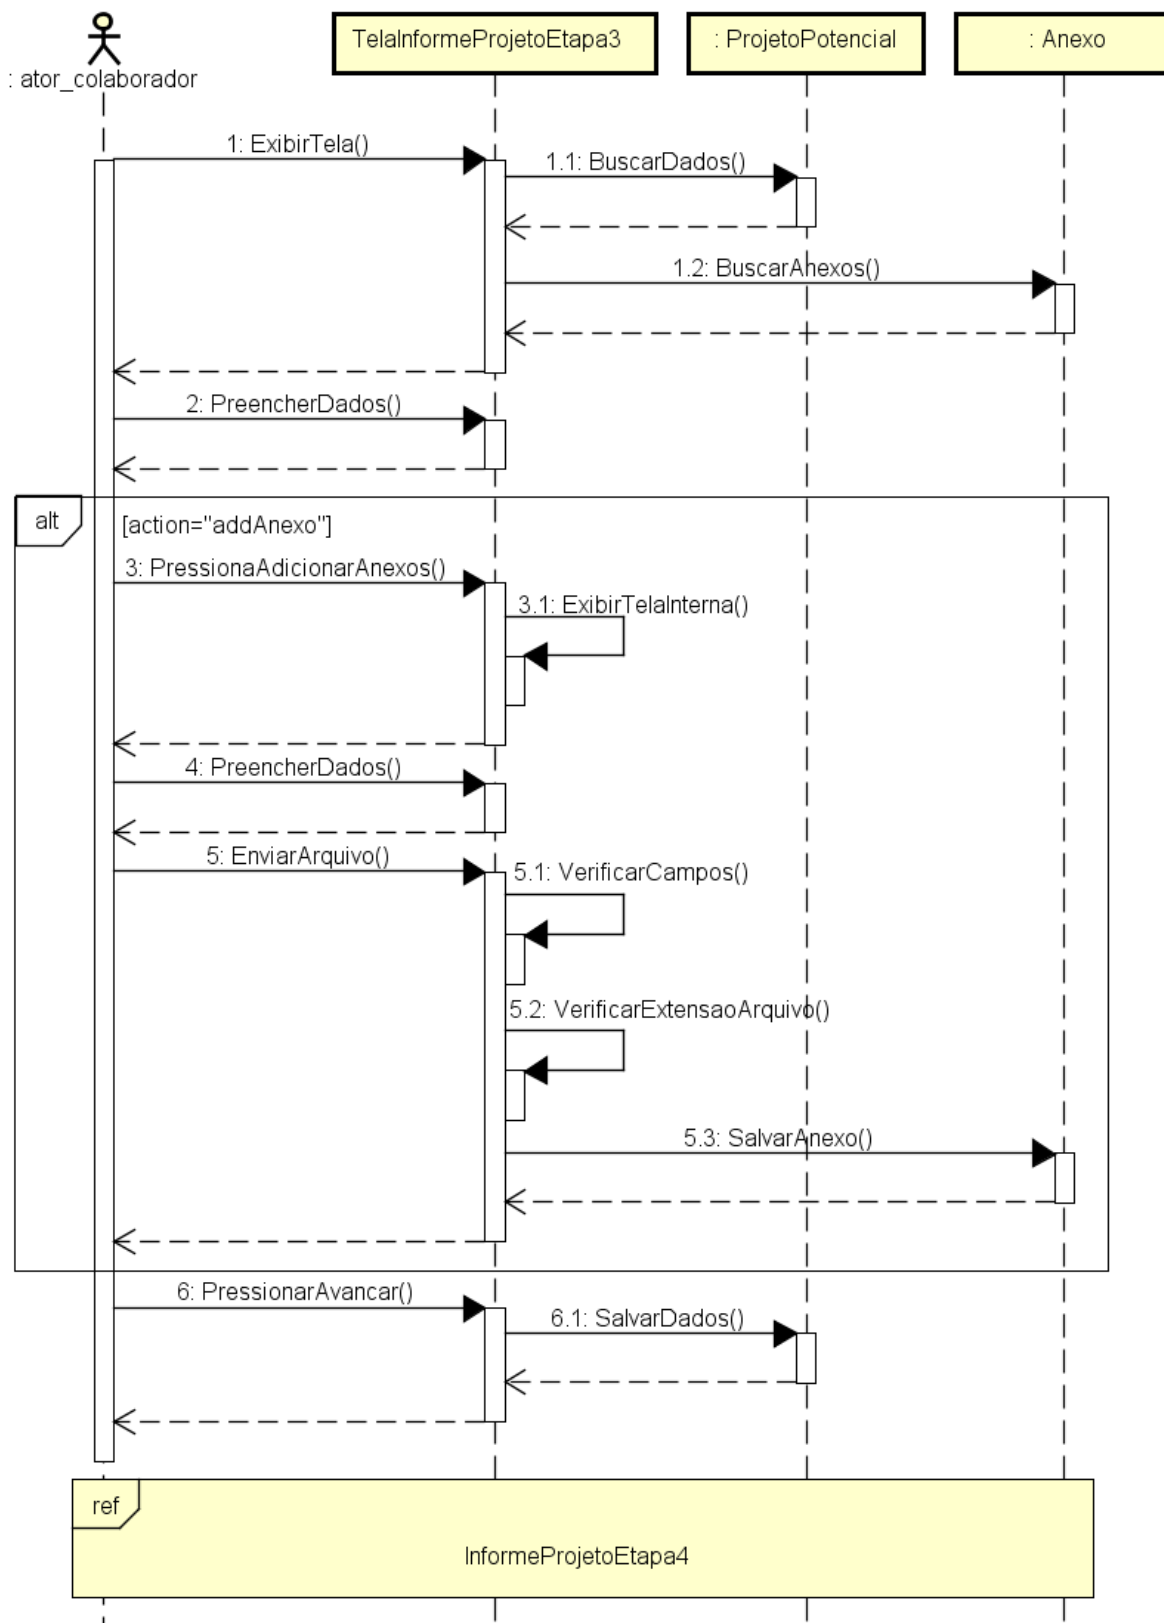 : ator_colaborador
TelaInformeProjetoEtapa3
: ProjetoPotencial
: Anexo
1: ExibirTela()
1.1: BuscarDados()
1.2: BuscarAnexos()
2: PreencherDados()
alt
[action="addAnexo"]
3: PressionaAdicionarAnexos()
3.1: ExibirTelaInterna()
4: PreencherDados()
5: EnviarArquivo()
5.1: VerificarCampos()
5.2: VerificarExtensaoArquivo()
5.3: SalvarAnexo()
6: PressionarAvancar()
6.1: SalvarDados()
ref
InformeProjetoEtapa4